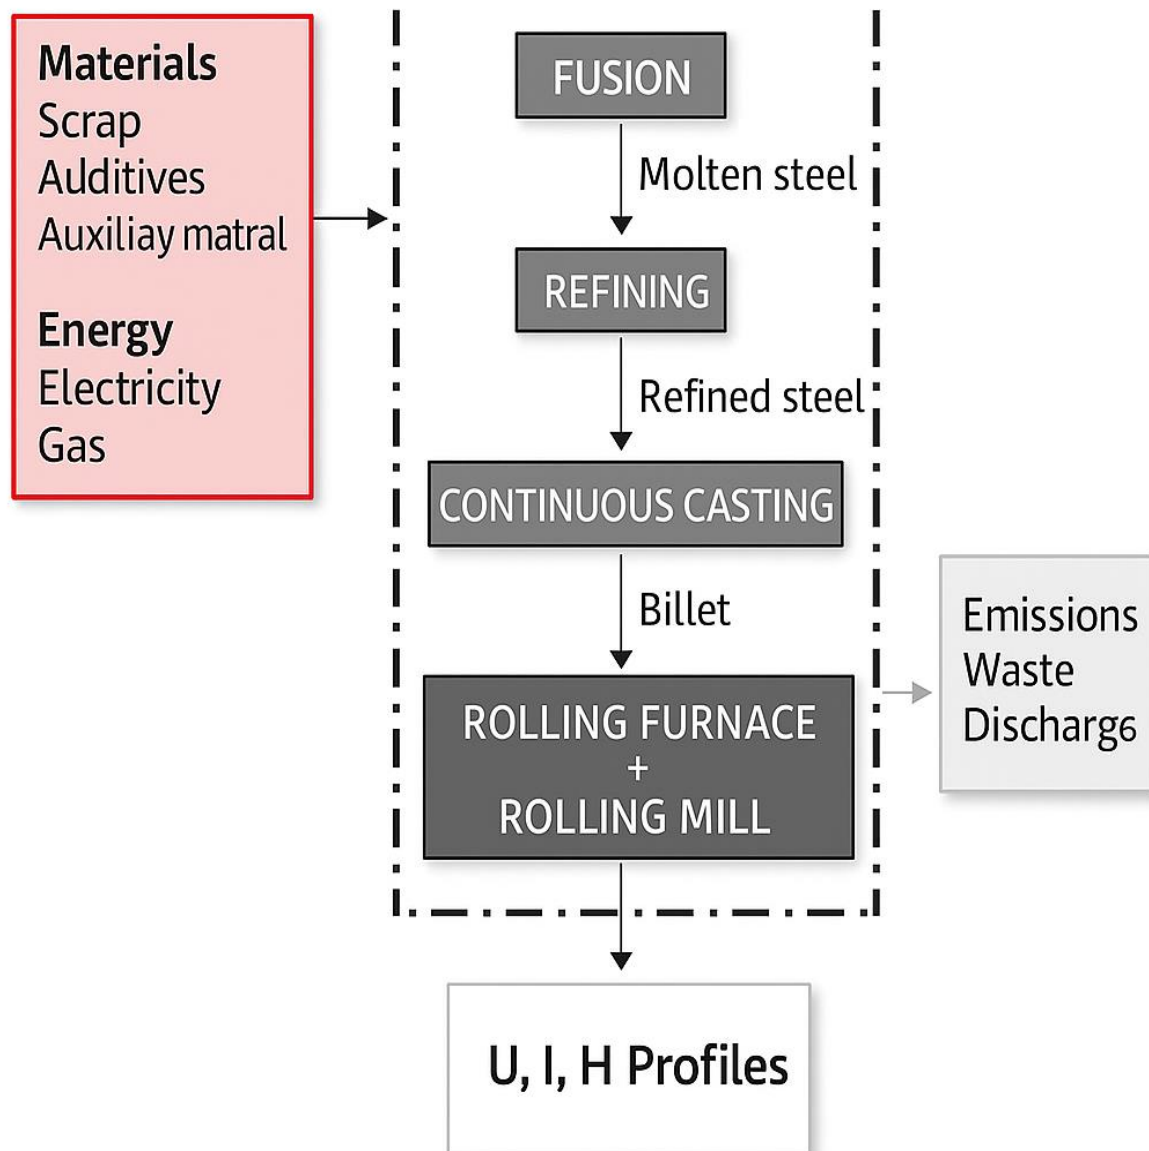 Materials
Scrap
Auditives
Auxiliay matral
Energy
Electricity
Gas
FUSION
Molten steel
REFINING
Refined steel
CONTINUOUS CASTING
Billet
ROLLING FURNACE
+
ROLLING MILL
Emissions
Waste
Discharg6
U, I, H Profiles